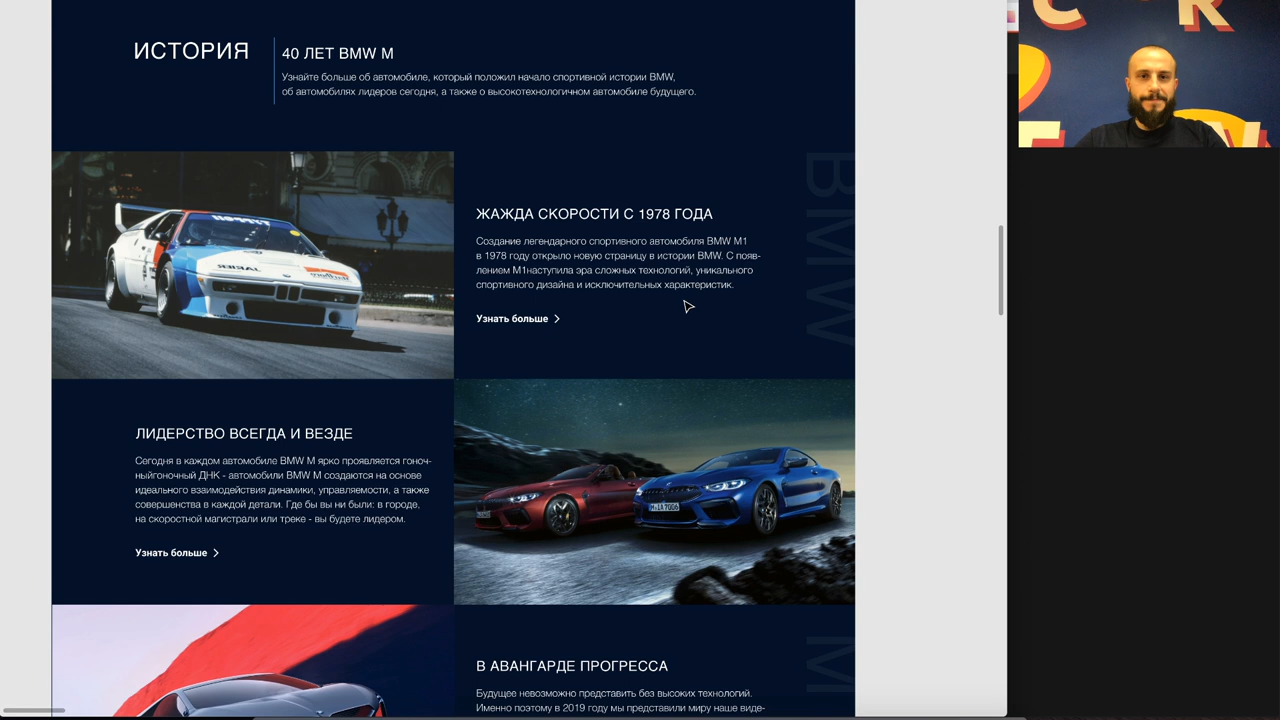 ИСТОРИЯ
40 ЛЕТ BMW M
Узнайте больше об автомобиле, который положил начало спортивной истории BMW,
об автомобилях лидеров сегодня, а также о высокотехнологичном автомобиле будущего.
BMW
ЖАЖДА СКОРОСТИ С 1978 ГОДА
Создание легендарного спортивного автомобиля BMW M1
в 1978 году открыло новую страницу в истории BMW. С появ-
лением M1наступила эра сложных технологий, уникального
спортивного дизайна и исключительных характеристик.
Узнать больше
ЛИДЕРСТВО ВСЕГДА И ВЕЗДЕ
Сегодня в каждом автомобиле BMW M ярко проявляется гоноч-
ныйгоночный ДНК - автомобили BMW M создаются на основе
идеального взаимодействия динамики, управляемости, а также
совершенства в каждой детали. Где бы вы ни были: в городе,
на скоростной магистрали или треке - вы будете лидером.
Узнать больше
M
В АВАНГАРДЕ ПРОГРЕССА
Будущее невозможно представить без высоких технологий.
Именно поэтому в 2019 году мы представили миру наше виде-